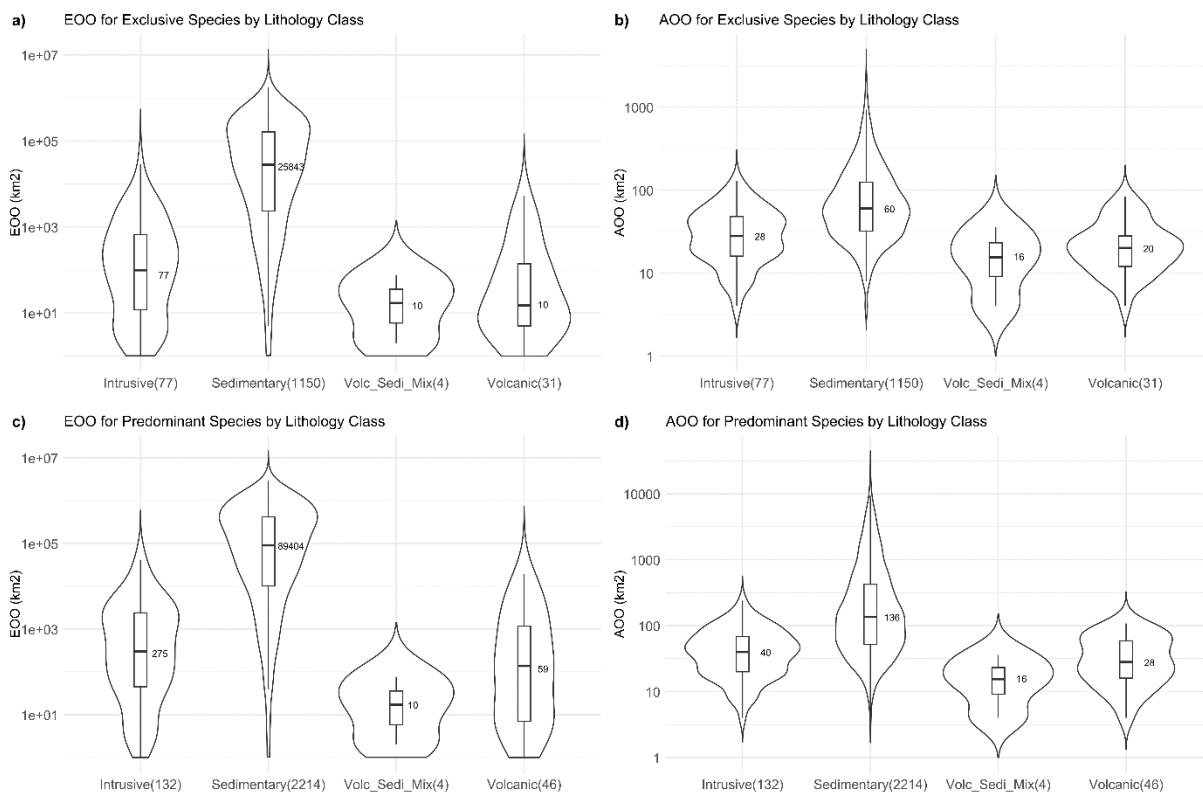 a) EOO for Exclusive Species by Lithology Class
1e+07
1e+05
1e+03
1e+01
EOO (km2)
77
25843
10
10
Intrusive(77) Sedimentary(1150) Volc_Sedi_Mix(4) Volcanic(31)
b) AOO for Exclusive Species by Lithology Class
1000
100
10
1
AOO (km2)
28
60
16
20
Intrusive(77) Sedimentary(1150) Volc_Sedi_Mix(4) Volcanic(31)
c) EOO for Predominant Species by Lithology Class
1e+07
1e+05
1e+03
1e+01
EOO (km2)
275
89404
10
59
Intrusive(132) Sedimentary(2214) Volc_Sedi_Mix(4) Volcanic(46)
d) AOO for Predominant Species by Lithology Class
10000
1000
100
10
1
AOO (km2)
40
136
16
28
Intrusive(132) Sedimentary(2214) Volc_Sedi_Mix(4) Volcanic(46)